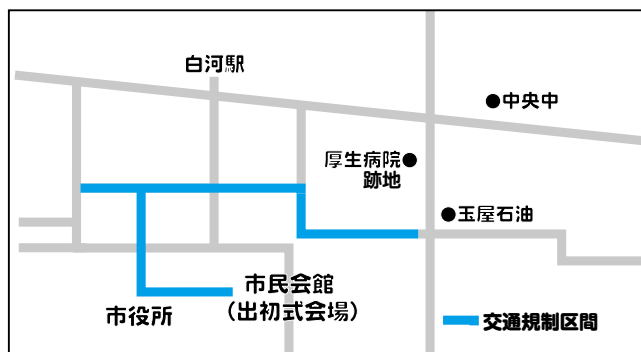 白河駅
中央中
厚生病院
跡地
玉屋石油
市民会館
(出初式会場)
市役所
交通規制区間